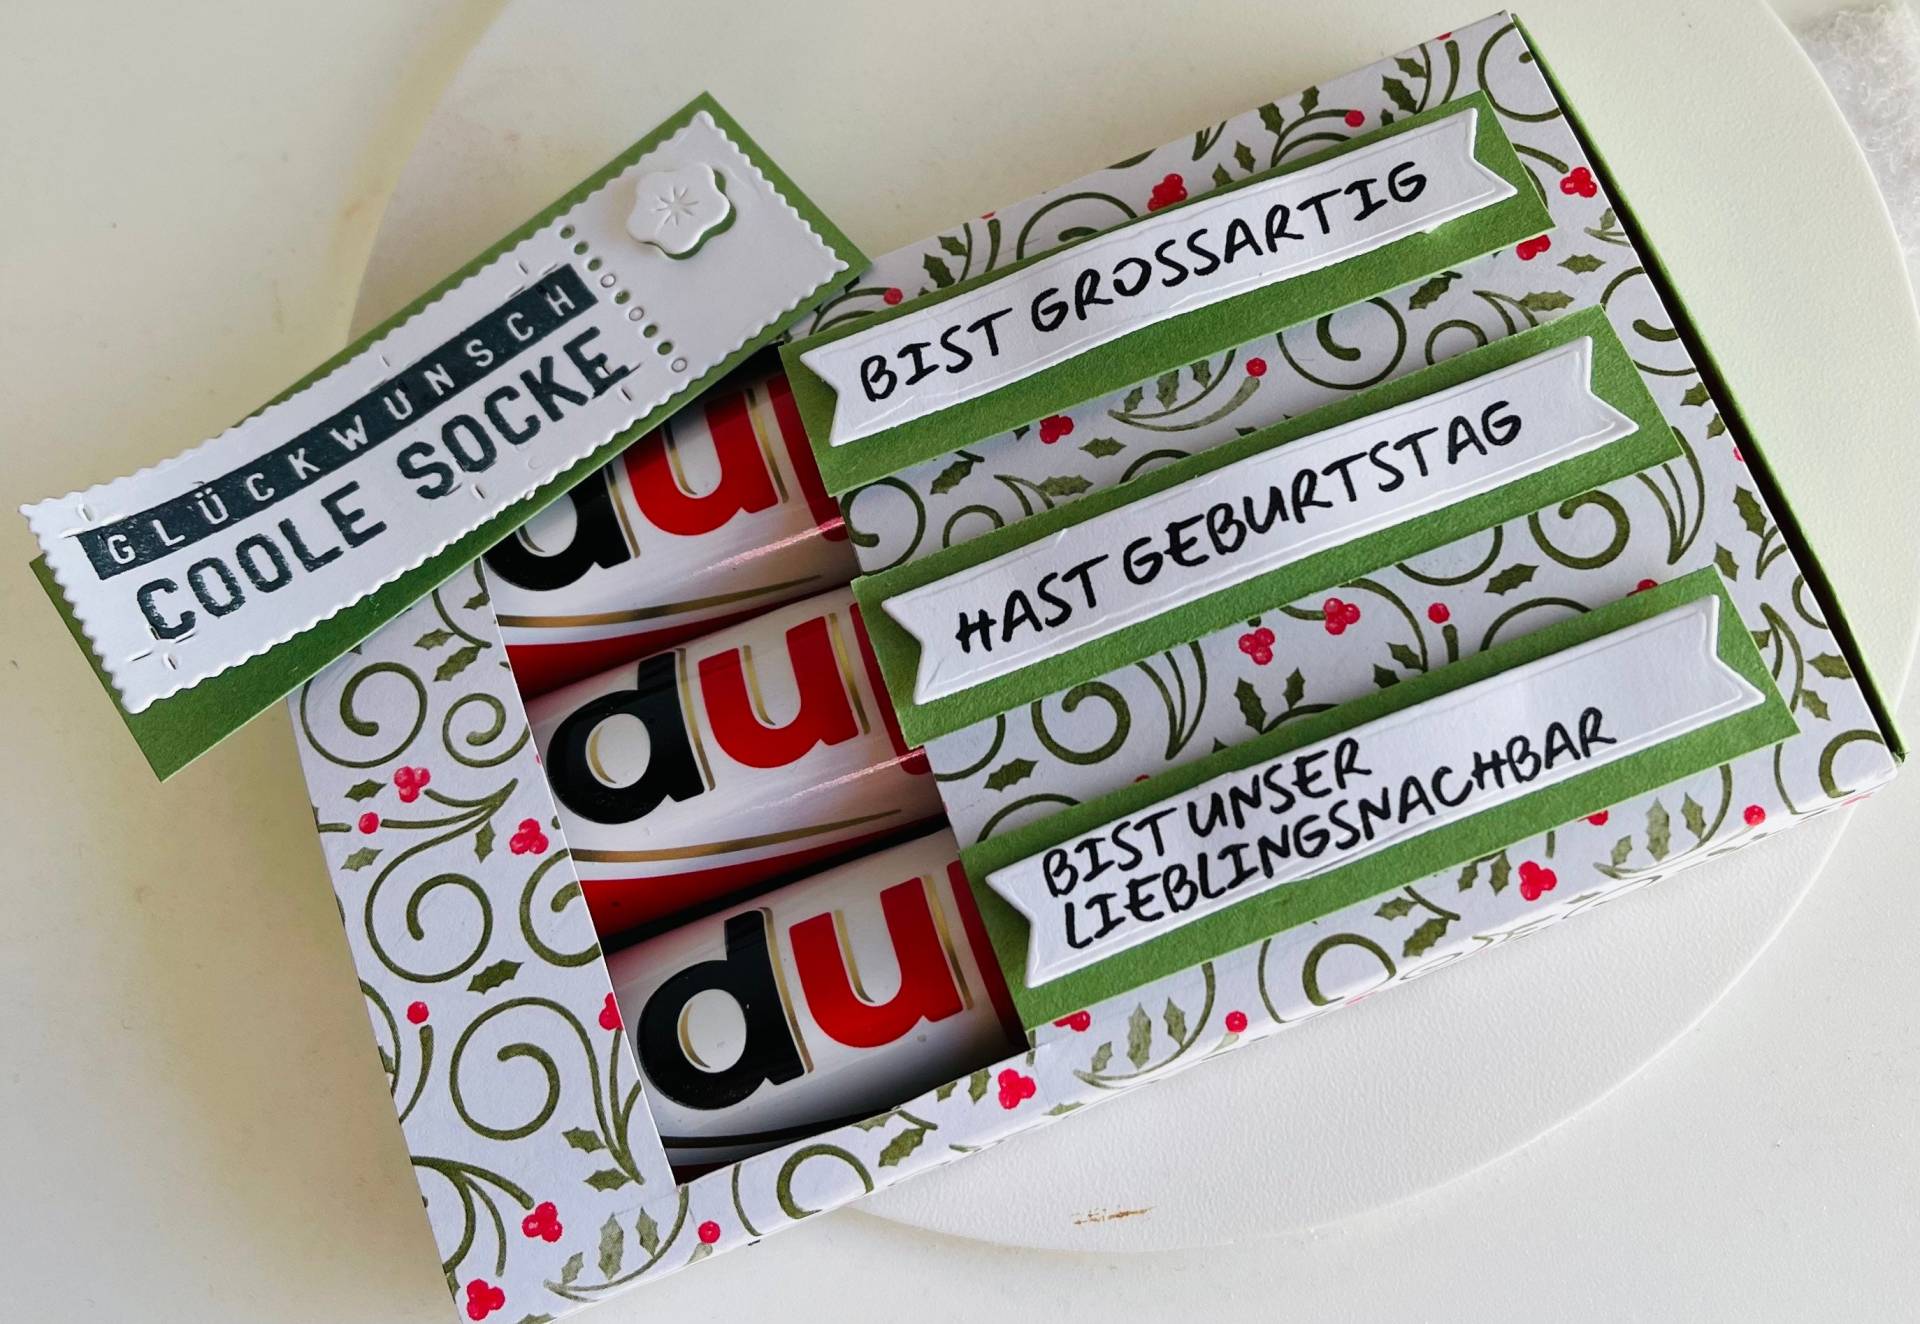 GLÜCKWUNSCH
COOLE SOCKE
du BIST GROSSARTIG
du HAST GEBURTSTAG
du BIST UNSER
LIEBLINGSNACHBAR